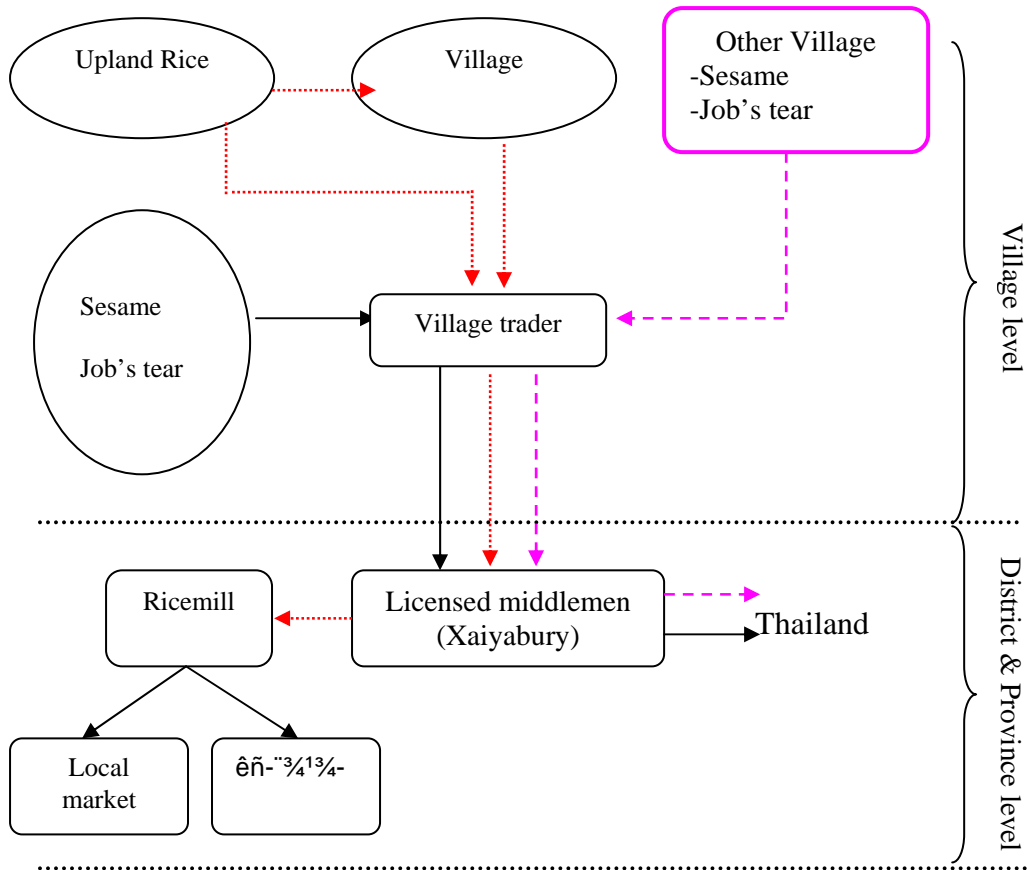 Upland Rice
Village
Other Village
-Sesame
-Job's tear
Village level
Sesame
Job's tear
Village trader
Ricemill
Licensed middlemen
(Xaiyabury)
Thailand
District & Province level
Local
market
êñ-¨¾¹¾-